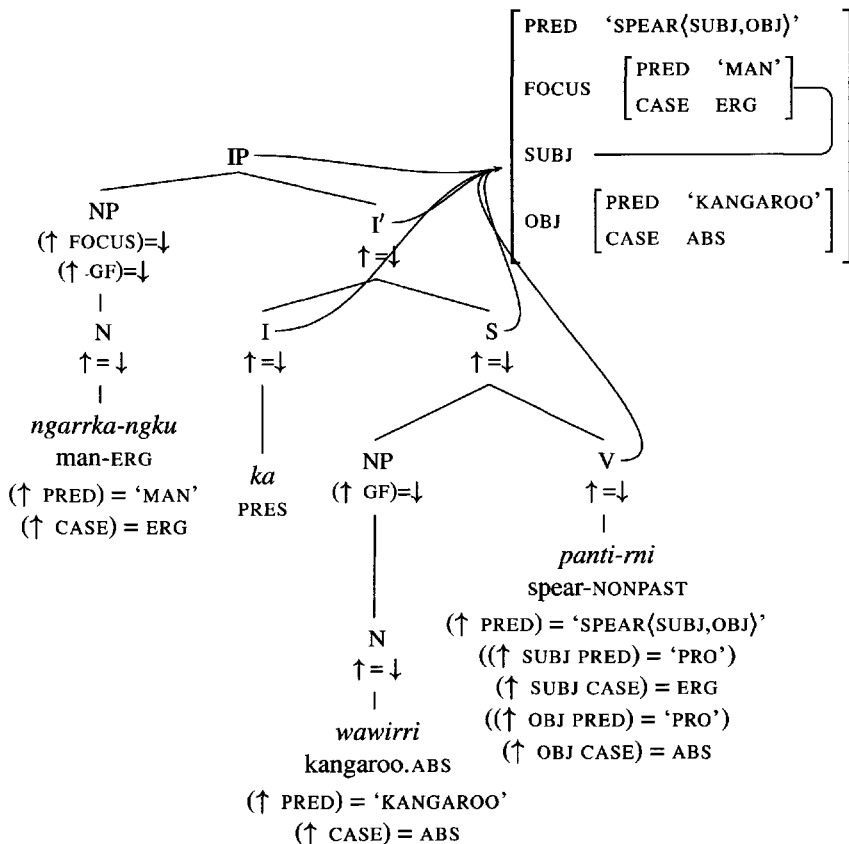 PRED ‘SPEAR⟨SUBJ,OBJ⟩’
FOCUS
PRED ‘MAN’
CASE ERG
SUBJ
OBJ
PRED ‘KANGAROO’
CASE ABS
IP
NP
(↑ FOCUS)=↓
(↑ GF)=↓
I′
↑=↓
N
↑=↓
I
↑=↓
S
↑=↓
ngarrka-ngku
man-ERG
(↑ PRED) = ‘MAN’
(↑ CASE) = ERG
ka
PRES
NP
(↑ GF)=↓
V
↑=↓
panti-rni
spear-NONPAST
(↑ PRED) = ‘SPEAR⟨SUBJ,OBJ⟩’
((↑ SUBJ PRED) = ‘PRO’)
(↑ SUBJ CASE) = ERG
((↑ OBJ PRED) = ‘PRO’)
(↑ OBJ CASE) = ABS
N
↑=↓
wawirri
kangaroo.ABS
(↑ PRED) = ‘KANGAROO’
(↑ CASE) = ABS